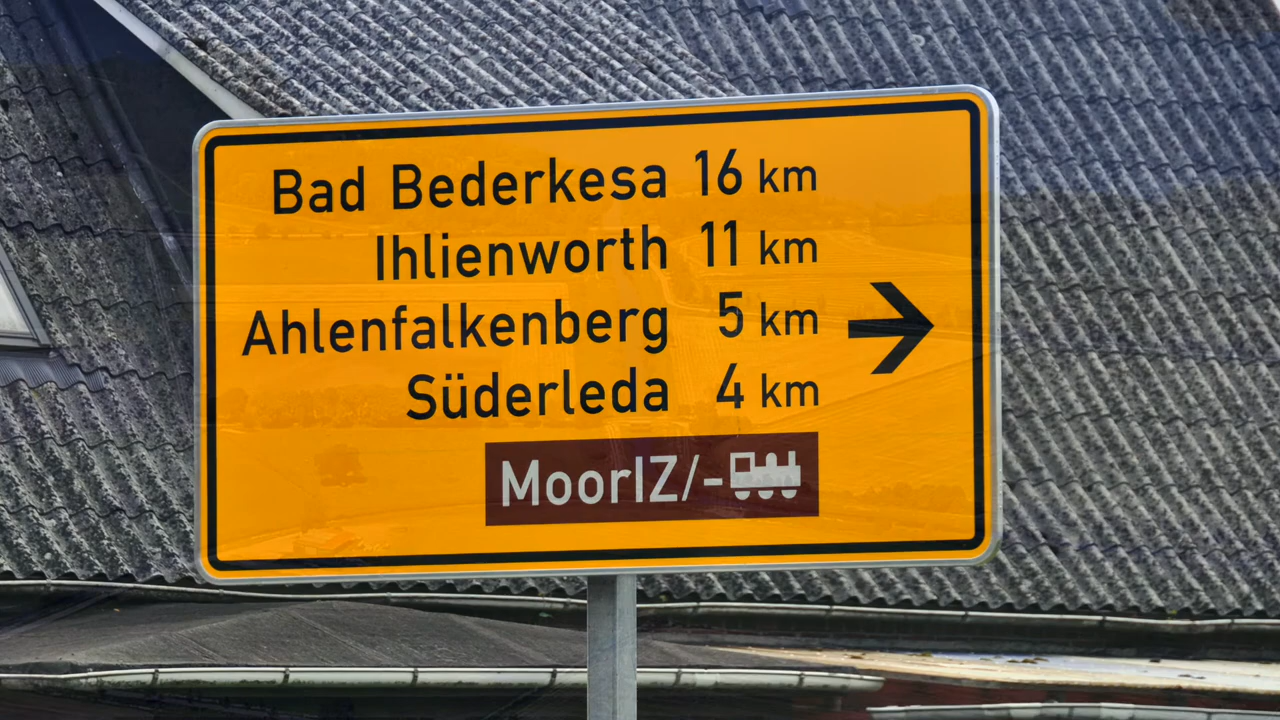 Bad Bederkesa 16 km
Ihlienworth 11 km
Ahlenfalkenberg 5 km
Süderleda 4 km
MoorIZ/-